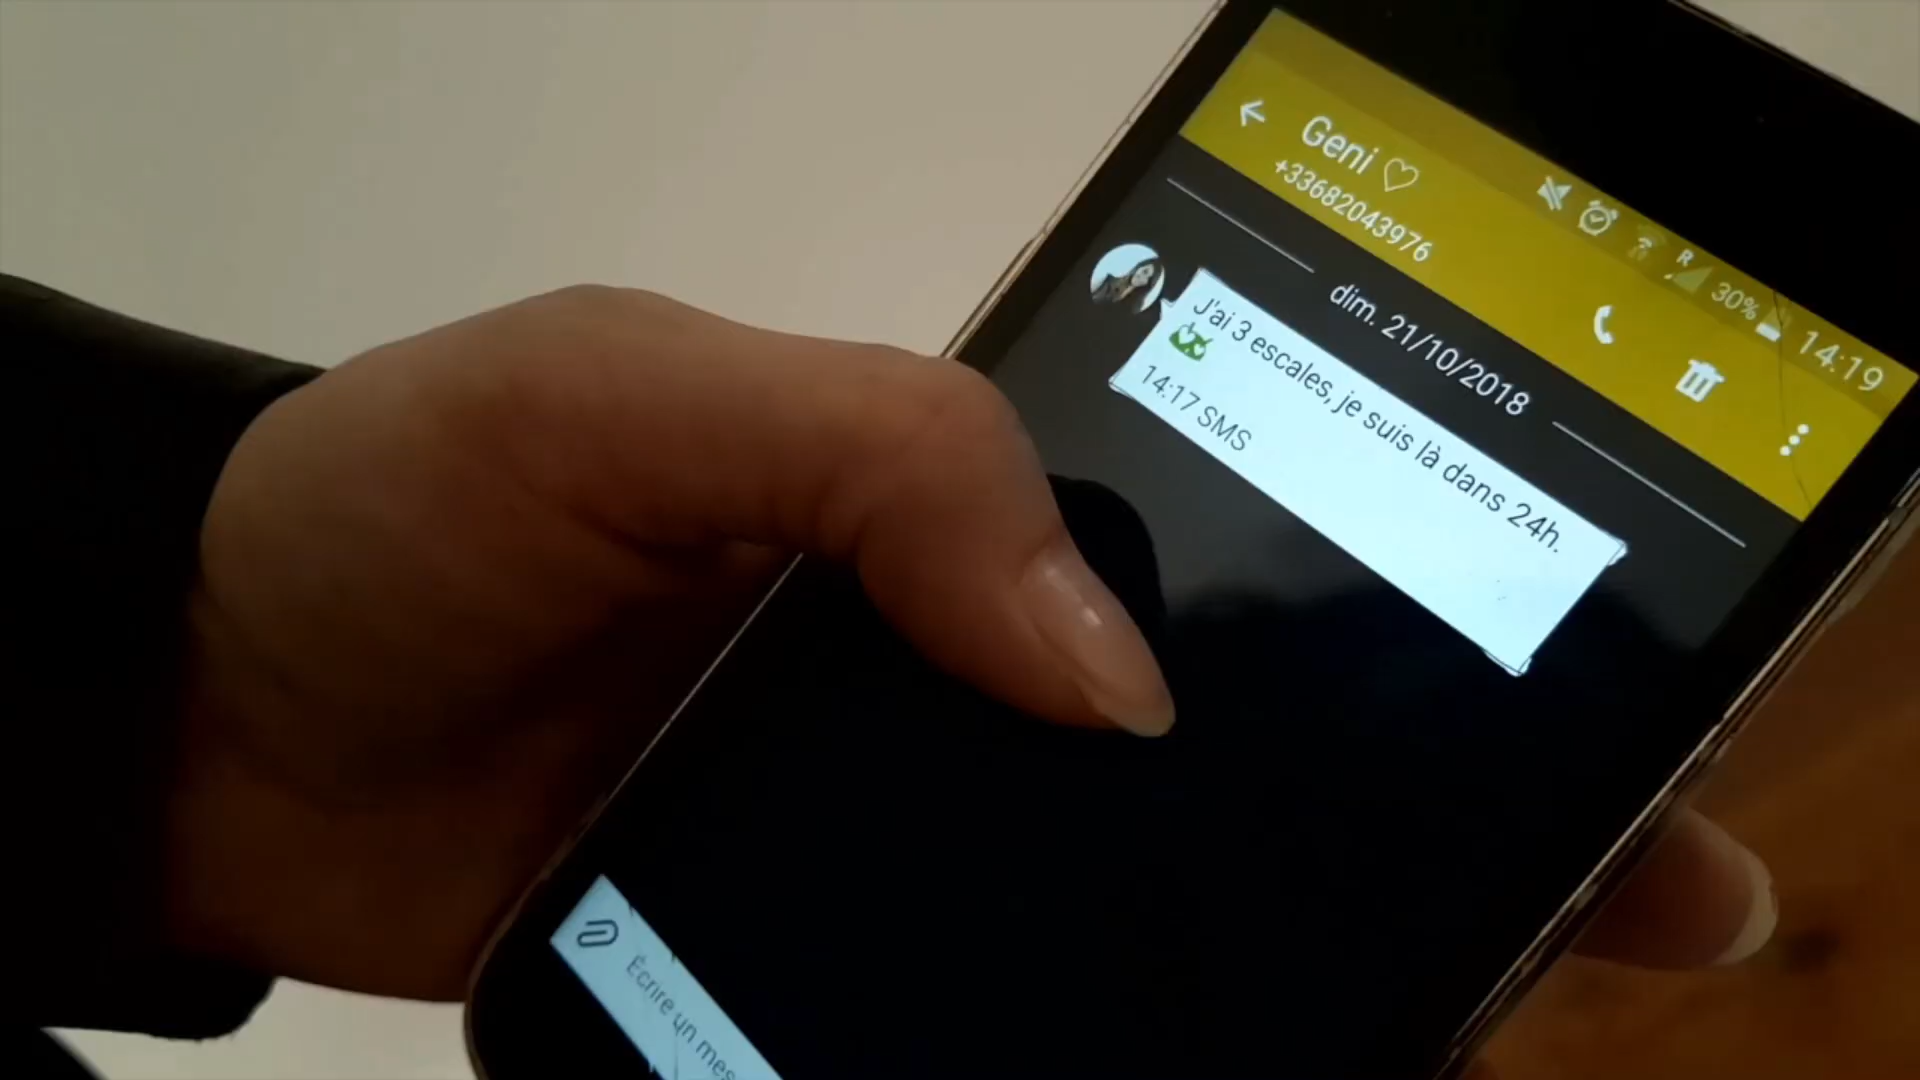 R 30% 14:19
Geni ♡
+33682043976
dim. 21/10/2018
J'ai 3 escales, je suis là dans 24h.
14:17 SMS
Écrire un mes